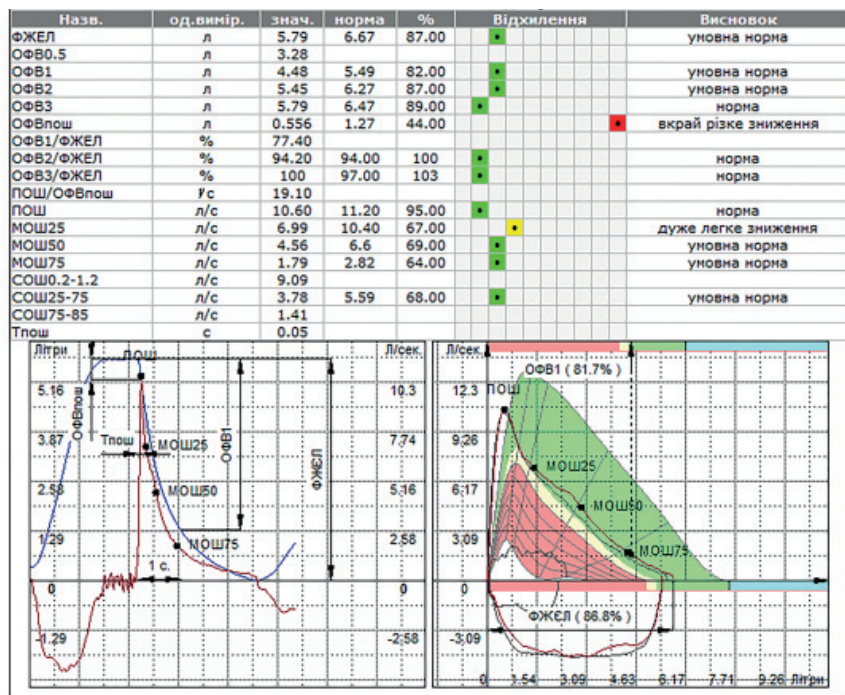 Назв. од.вимір. знач. норма % Відхилення Висновок
ФЖЕЛ л 5.79 6.67 87.00 умовна норма
ОФВ0.5 л 3.28
ОФВ1 л 4.48 5.49 82.00 умовна норма
ОФВ2 л 5.45 6.27 87.00 умовна норма
ОФВ3 л 5.79 6.47 89.00 норма
ОФВпош л 0.556 1.27 44.00 вкрай різке зниження
ОФВ1/ФЖЕЛ % 77.40
ОФВ2/ФЖЕЛ % 94.20 94.00 100 норма
ОФВ3/ФЖЕЛ % 100 97.00 103 норма
ПОШ/ОФВпош с 19.10
ПОШ л/с 10.60 11.20 95.00 норма
МОШ25 л/с 6.99 10.40 67.00 дуже легке зниження
МОШ50 л/с 4.56 6.6 69.00 умовна норма
МОШ75 л/с 1.79 2.82 64.00 умовна норма
СОШ0.2-1.2 л/с 9.09
СОШ25-75 л/с 3.78 5.59 68.00 умовна норма
СОШ75-85 л/с 1.41
Тпош с 0.05
Літри ПОШ Л/сек.
5.16 10.3
ОФВпош
3.87 Тпош МОШ25 7.74
ОФВ1
ФЖЄЛ
2.58 МОШ50 5.16
1.29 МОШ75 2.58
1 с.
0 0
-1.29 -2.58
Л/сек. ОФВ1 ( 81.7% )
12.3 ПОШ
9.26
6.17 МОШ25
МОШ50
3.09 МОШ75
0
ФЖЄЛ ( 86.8% )
-3.09
0 1.54 3.09 4.63 6.17 7.71 9.26 Літри